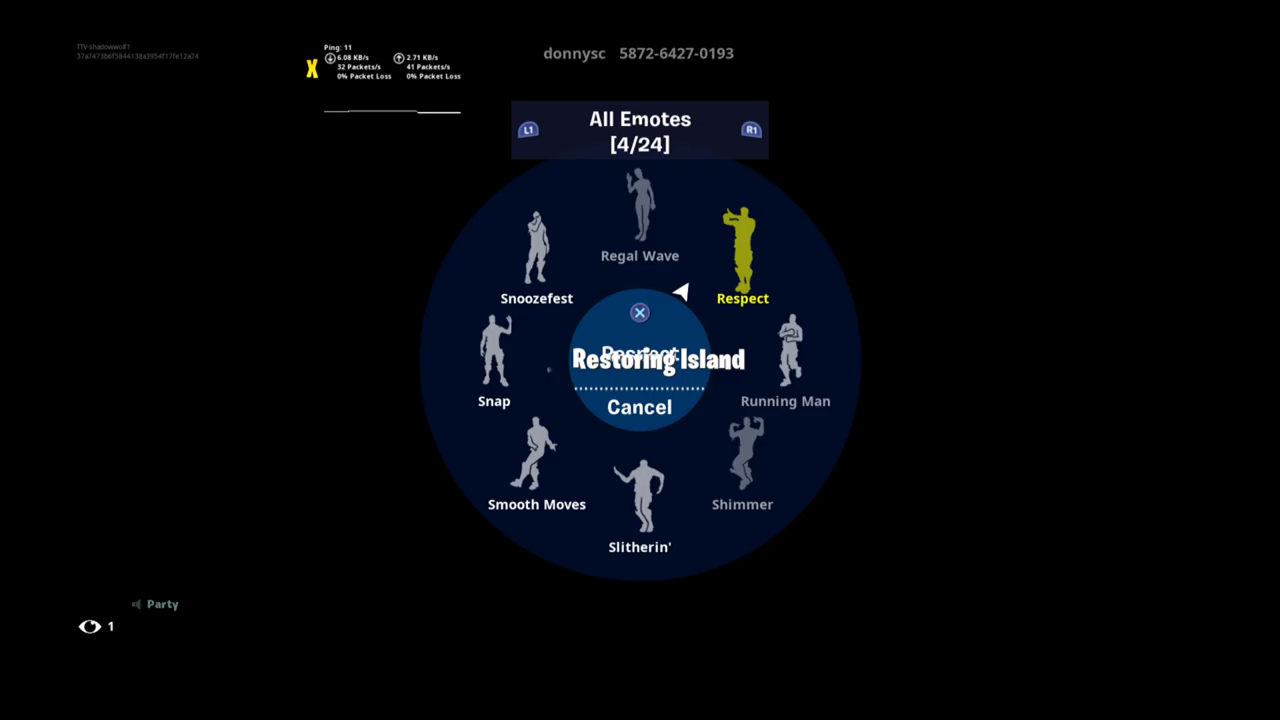 TTV-shadowwolf1
Ping: 11
6.08 KB/s
2.71 KB/s
32 Packets/s
41 Packets/s
0% Packet Loss
0% Packet Loss
X
donnysc 5872-6427-0193
L1
All Emotes
R1
[4/24]
Regal Wave
Snoozefest
Respect
Restoring Island
Snap
Running Man
Cancel
Smooth Moves
Shimmer
Slitherin'
Party
1